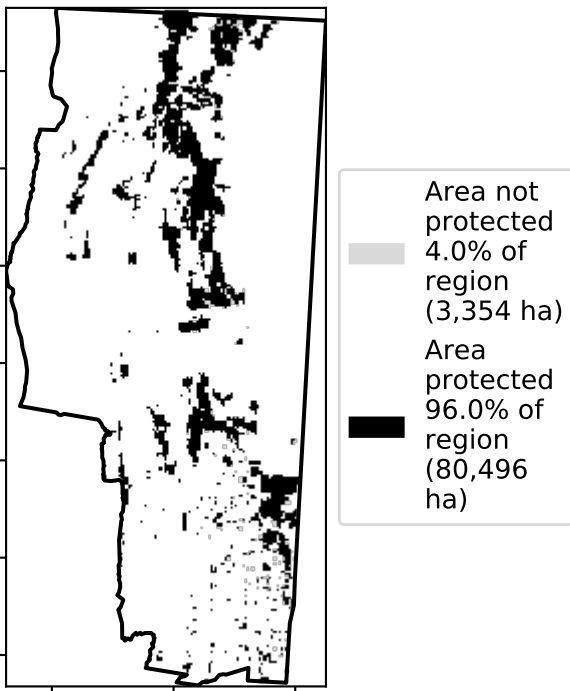 Area not
protected
4.0% of
region
(3,354 ha)
Area
protected
96.0% of
region
(80,496
ha)